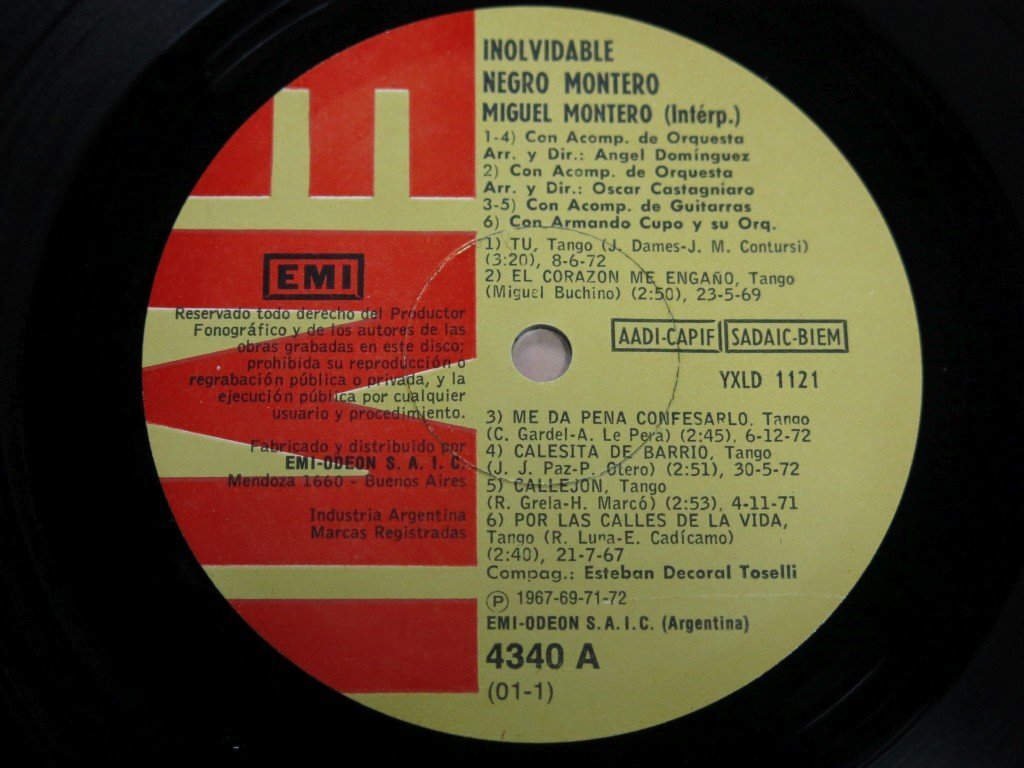 INOLVIDABLE
NEGRO MONTERO
MIGUEL MONTERO (Intérp.)
1-4) Con Acomp. de Orquesta
Arr. y Dir.: Angel Domínguez
2) Con Acomp. de Orquesta
Arr. y Dir.: Oscar Castagniaro
3-5) Con Acomp. de Guitarras
6) Con Armando Cupo y su Orq.
1) TU, Tango (J. Dames-J. M. Contursi)
(3:20), 8-6-72
2) EL CORAZON ME ENGAÑO, Tango
(Miguel Buchino) (2:50), 23-5-69
EMI
Reservado todo derecho del Productor
Fonográfico y de los autores de las
obras grabadas en este disco;
prohibida su reproducción o
regrabación pública o privada, y la
ejecución pública por cualquier
usuario y procedimiento.
Fabricado y distribuido por
EMI-ODEON S. A. I. C.
Mendoza 1660 - Buenos Aires
Industria Argentina
Marcas Registradas
AADI-CAPIF SADAIC-BIEM
YXLD 1121
3) ME DA PENA CONFESARLO, Tango
(C. Gardel-A. Le Pera) (2:45), 6-12-72
4) CALESITA DE BARRIO, Tango
(J. J. Paz-P. Otero) (2:51), 30-5-72
5) CALLEJON, Tango
(R. Grela-H. Marcó) (2:53), 4-11-71
6) POR LAS CALLES DE LA VIDA,
Tango (R. Luna-E. Cadícamo)
(2:40), 21-7-67
Compag.: Esteban Decoral Toselli
Ⓟ 1967-69-71-72
EMI-ODEON S. A. I. C. (Argentina)
4340 A
(01-1)